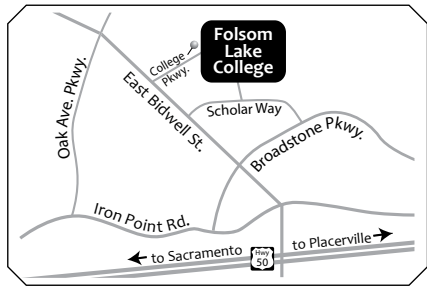 Folsom
Lake
College
College
Pkwy.
Oak Ave. Pkwy.
East Bidwell St.
Scholar Way
Broadstone Pkwy.
Iron Point Rd.
to Sacramento
Hwy
50
to Placerville